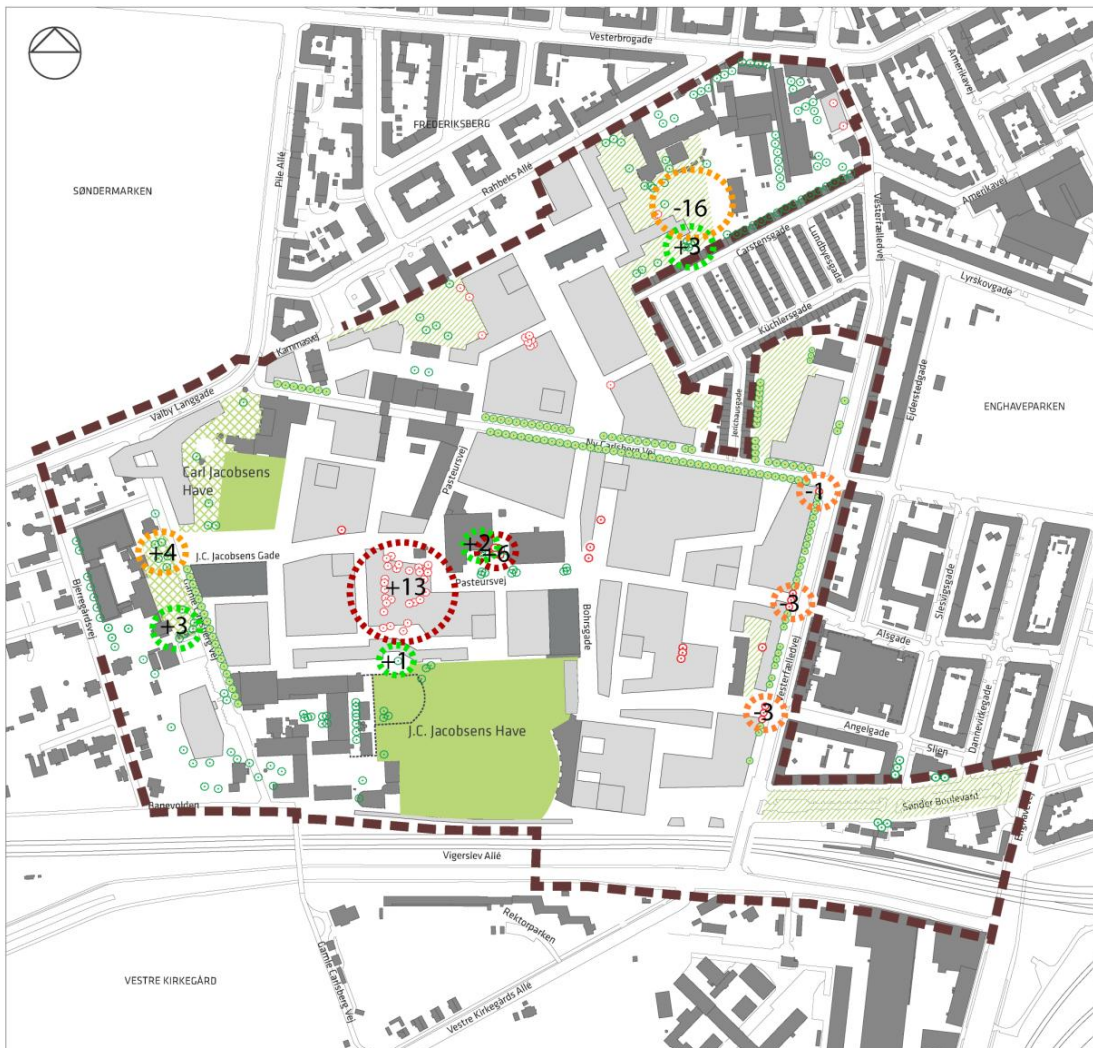 Vesterbrogade
Amerikavej
FREDERIKSBERG
Pile Allé
Rahbeks Allé
SØNDERMARKEN
Amerikavej
Vesterfælledvej
-16
+3
Carstensgade
Lundbyesgade
Lyrskovgade
Küchlersgade
Kammasvej
Valby Langgade
Jerichausgade
Ejderstedgade
ENGHAVEPARKEN
Ny Carlsberg Vej
Pasteursvej
Carl Jacobsens
Have
-1
+4
J.C. Jacobsens Gade
+2
+6
Pasteursvej
+13
Bjerregårdsvej
Bohrsgade
-3
Slesvigsgade
Alsgade
+3
+1
Vesterfælledvej
-3
J.C. Jacobsens Have
Angelgade
Slien
Dannevirkegade
Banevolden
Sønder Boulevard
Enghavevej
Vigerslev Allé
Rektorparken
Gamle Carlsberg Vej
VESTRE KIRKEGÅRD
Vestre Kirkegårds Allé